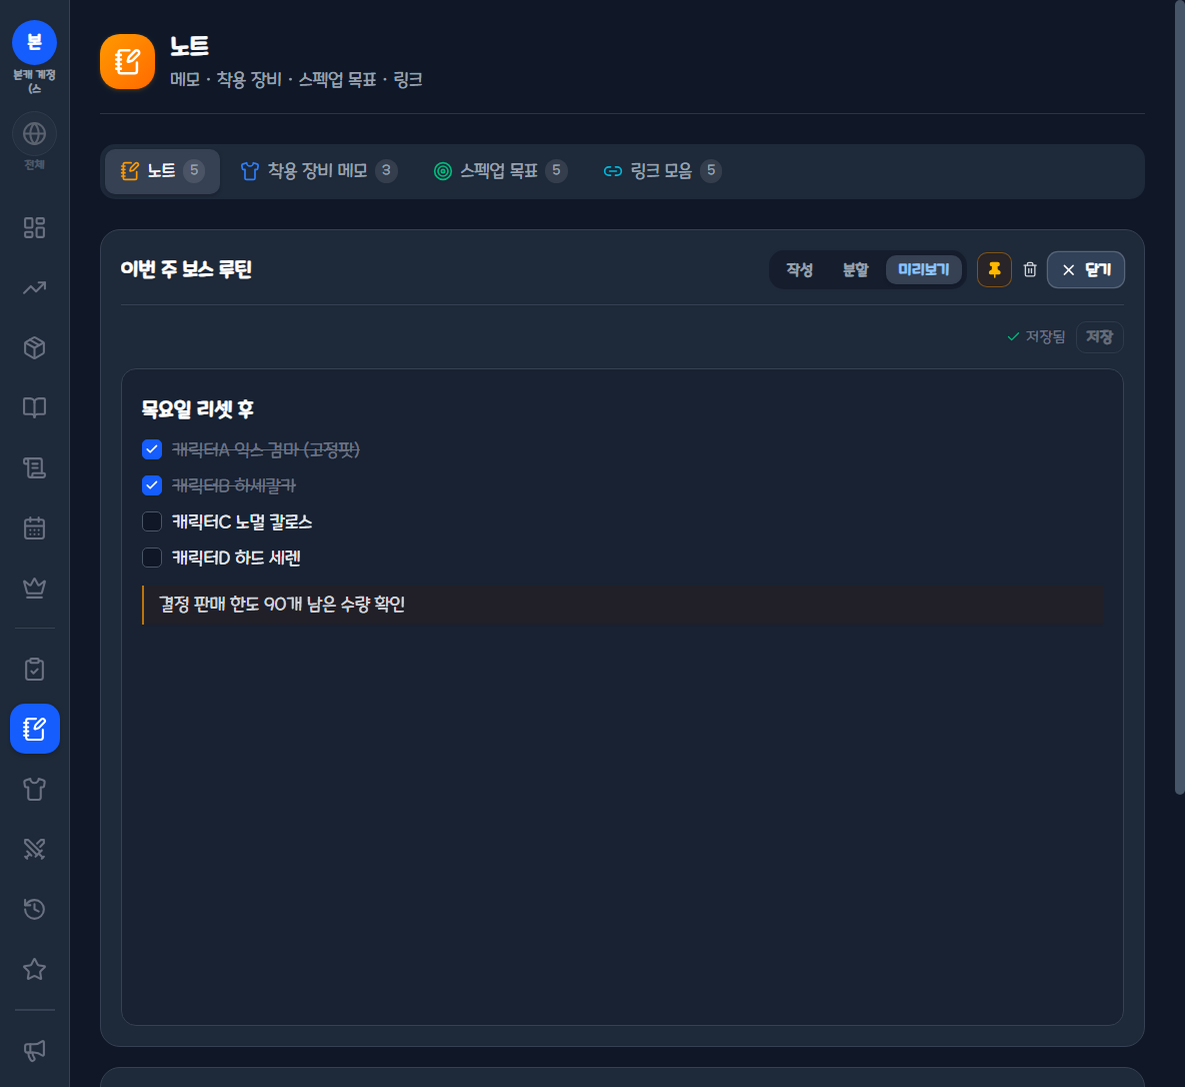 본
본캐 계정
(스
전체
노트
메모 · 착용 장비 · 스펙업 목표 · 링크
노트 5
착용 장비 메모 3
스펙업 목표 5
링크 모음 5
이번 주 보스 루틴
작성 분할 미리보기
닫기
저장됨 저장
목요일 리셋 후
캐릭터A 익스 검마 (고정팟)
캐릭터B 하세칼카
캐릭터C 노멀 칼로스
캐릭터D 하드 세렌
결정 판매 한도 90개 남은 수량 확인